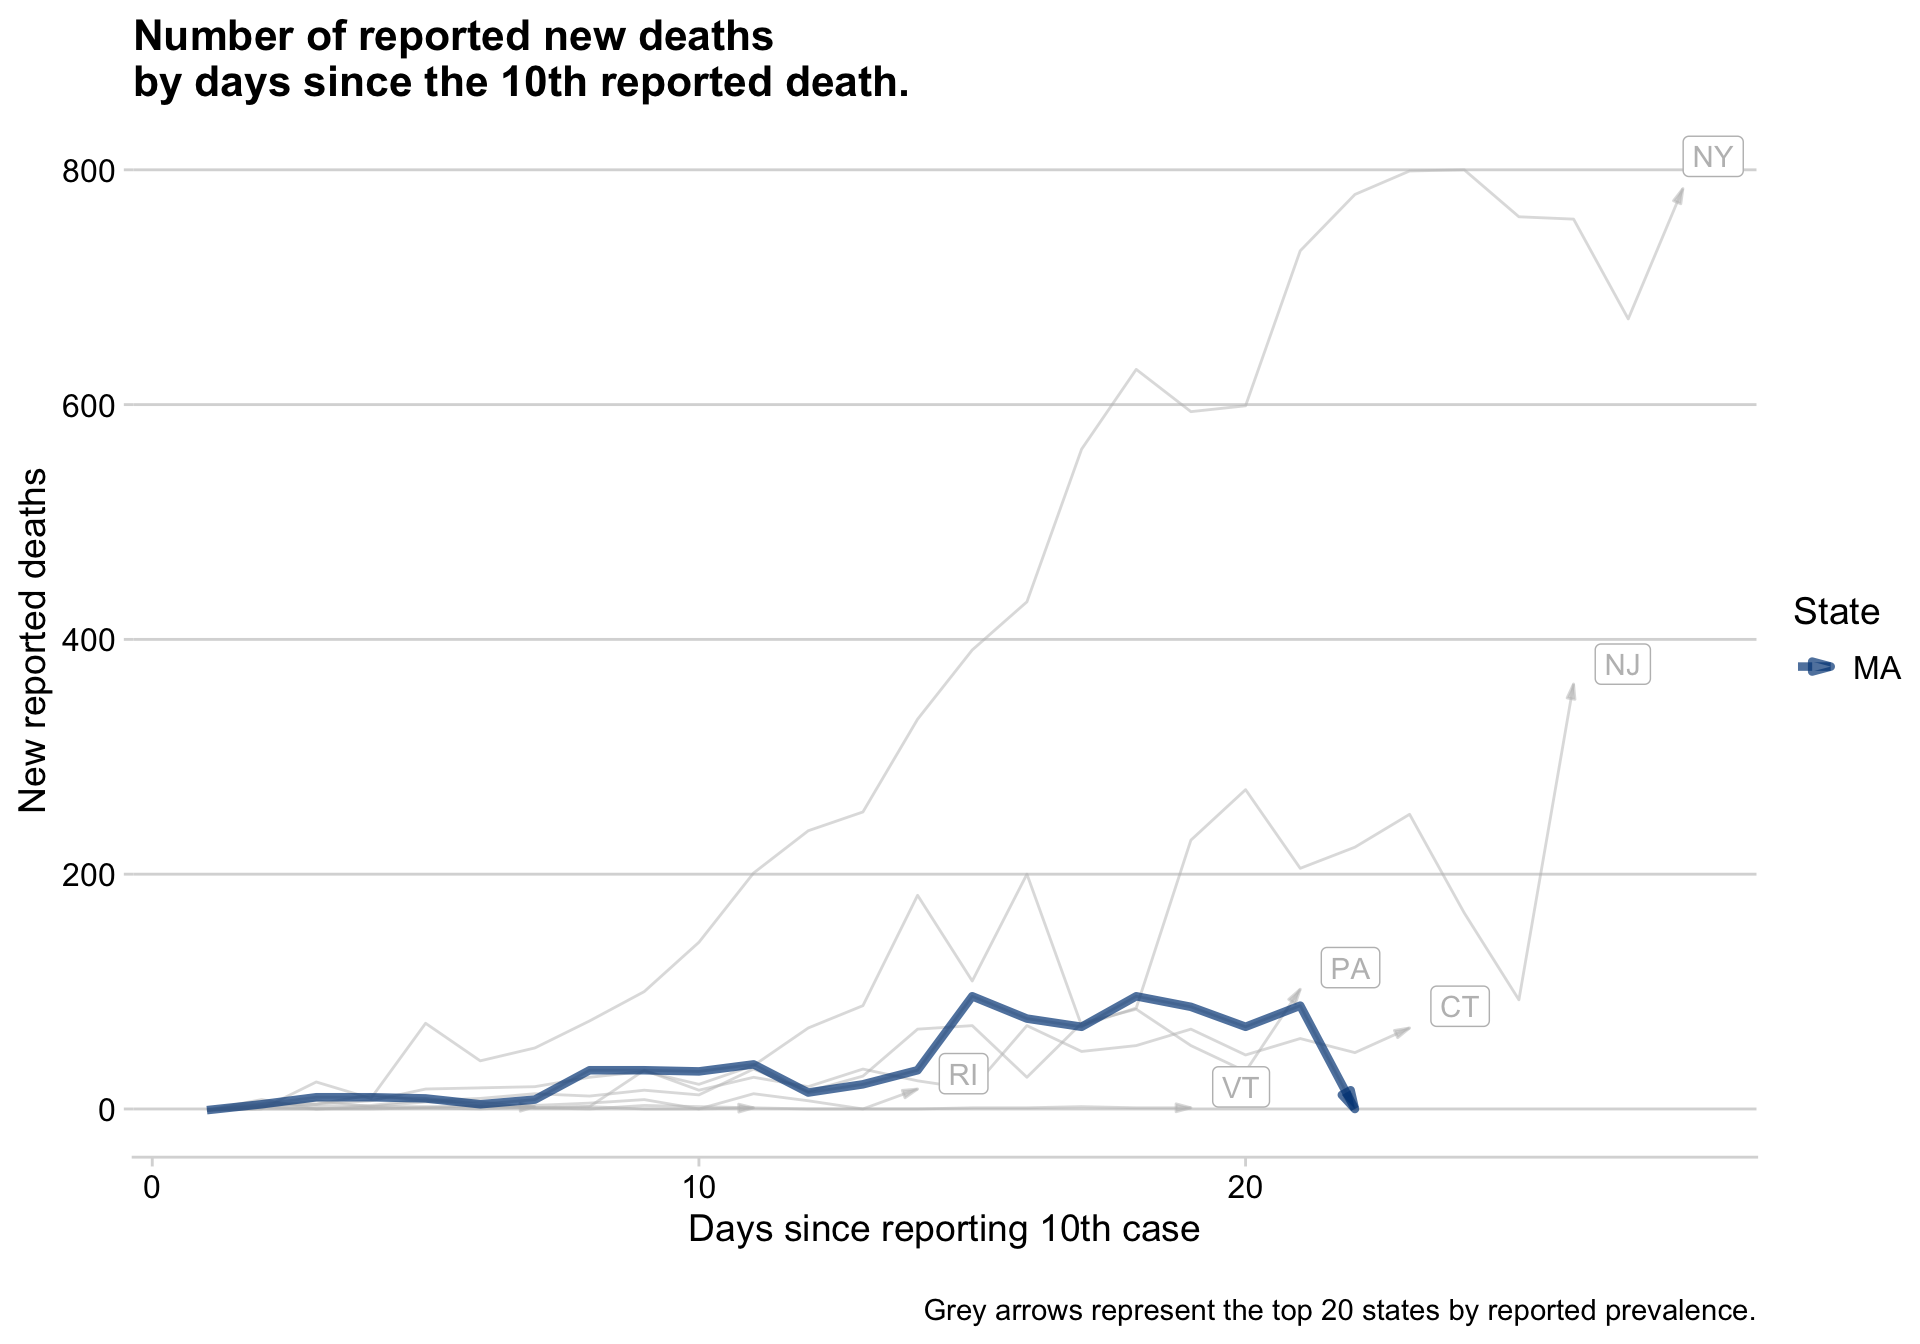 Number of reported new deaths
by days since the 10th reported death.
NY
800
600
New reported deaths
400
State
NJ
MA
200
PA
CT
RI
VT
0
0
10
20
Days since reporting 10th case
Grey arrows represent the top 20 states by reported prevalence.